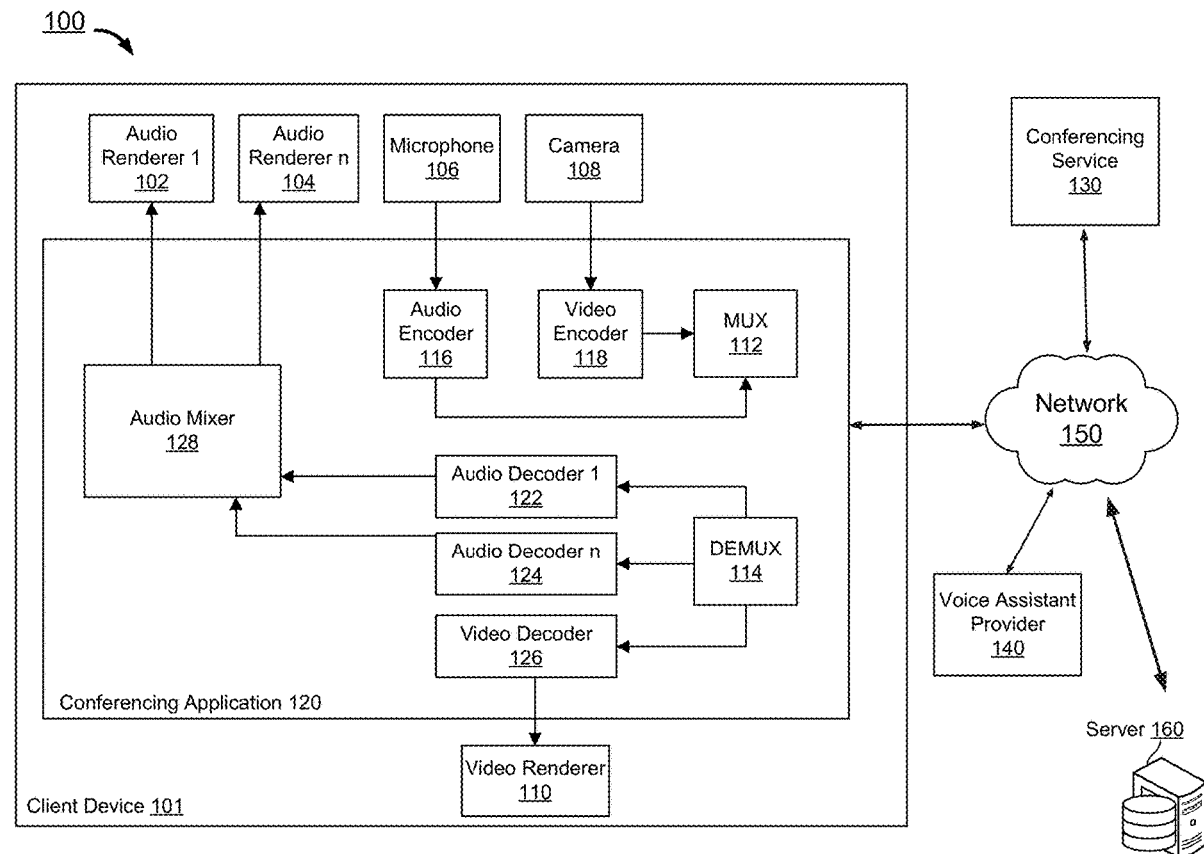 100
Audio
Renderer 1
102
Audio
Renderer n
104
Microphone
106
Camera
108
Conferencing
Service
130
Audio
Encoder
116
Video
Encoder
118
MUX
112
Audio Mixer
128
Network
150
Audio Decoder 1
122
Audio Decoder n
124
DEMUX
114
Voice Assistant
Provider
140
Video Decoder
126
Conferencing Application 120
Server 160
Video Renderer
110
Client Device 101